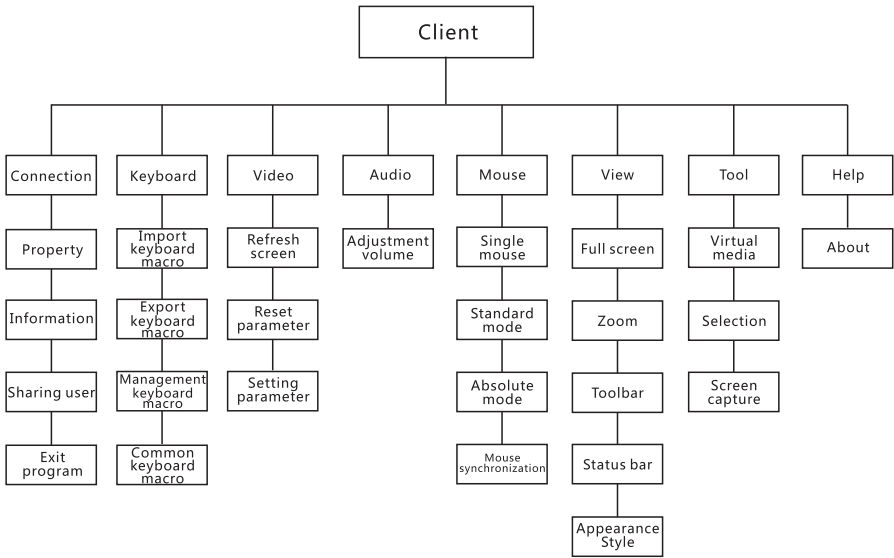 Client
Connection
Keyboard
Video
Audio
Mouse
View
Tool
Help
Property
Import
keyboard
macro
Refresh
screen
Adjustment
volume
Single
mouse
Full screen
Virtual
media
About
Information
Export
keyboard
macro
Reset
parameter
Standard
mode
Zoom
Selection
Sharing user
Management
keyboard
macro
Setting
parameter
Absolute
mode
Toolbar
Screen
capture
Exit
program
Common
keyboard
macro
Mouse
synchronization
Status bar
Appearance
Style